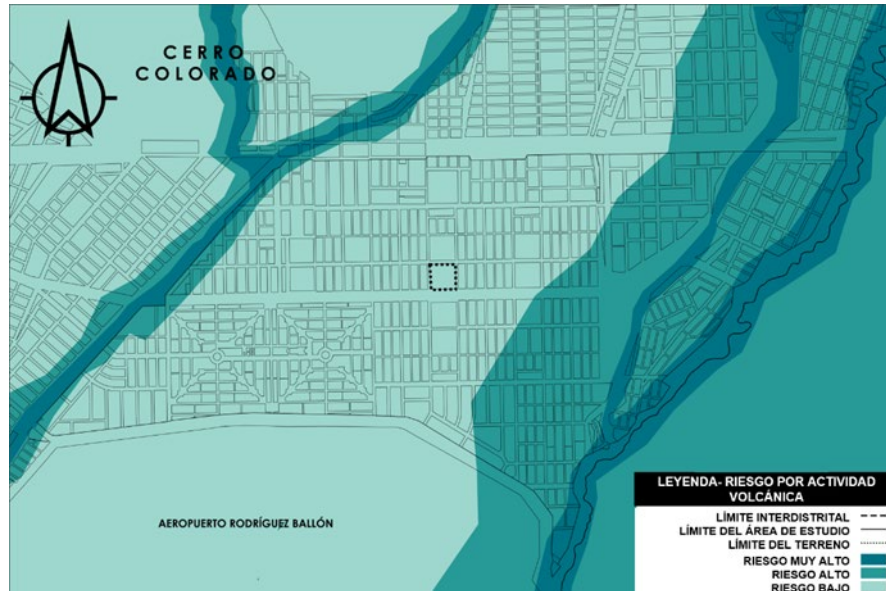 CERRO
COLORADO
AEROPUERTO RODRÍGUEZ BALLÓN
LEYENDA- RIESGO POR ACTIVIDAD
VOLCÁNICA
LÍMITE INTERDISTRITAL
LÍMITE DEL ÁREA DE ESTUDIO
LÍMITE DEL TERRENO
RIESGO MUY ALTO
RIESGO ALTO
RIESGO BAJO